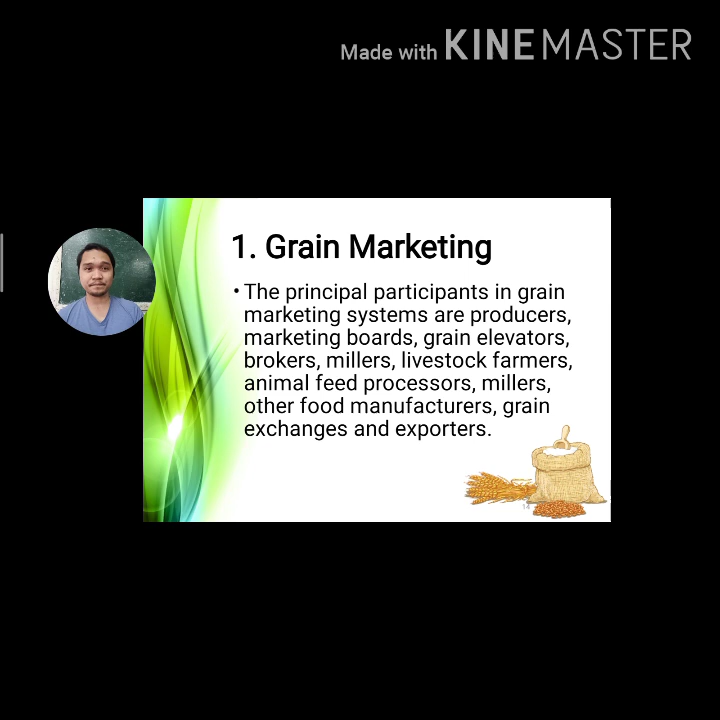 Made with KINEMASTER
1. Grain Marketing
• The principal participants in grain
marketing systems are producers,
marketing boards, grain elevators,
brokers, millers, livestock farmers,
animal feed processors, millers,
other food manufacturers, grain
exchanges and exporters.
14